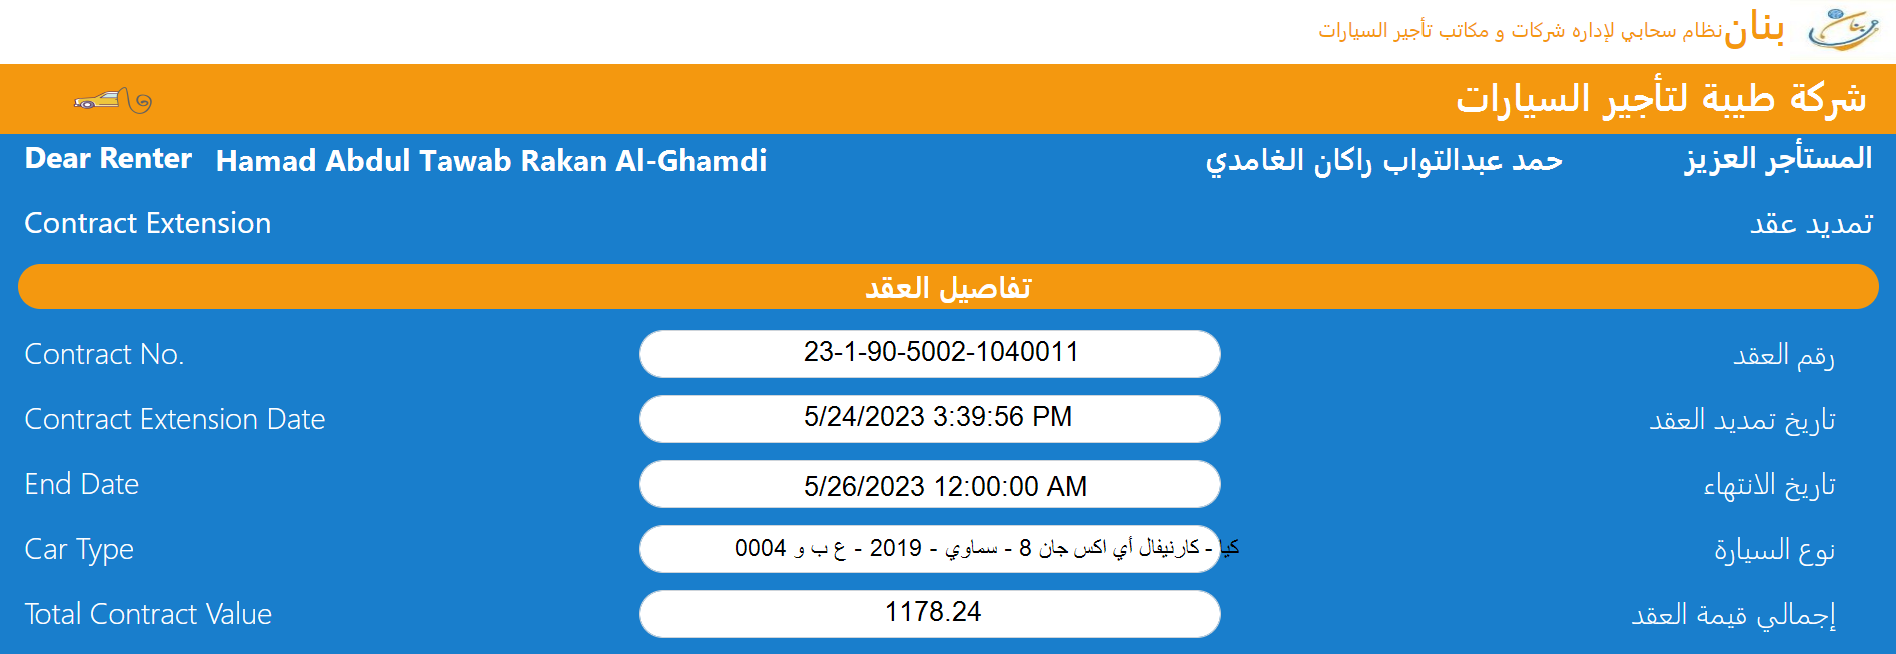 بنان نظام سحابي لإداره شركات و مكاتب تأجير السيارات
شركة طيبة لتأجير السيارات
Dear Renter Hamad Abdul Tawab Rakan Al-Ghamdi حمد عبدالتواب راكان الغامدي المستأجر العزيز
Contract Extension تمديد عقد
تفاصيل العقد
Contract No. 23-1-90-5002-1040011 رقم العقد
Contract Extension Date 5/24/2023 3:39:56 PM تاريخ تمديد العقد
End Date 5/26/2023 12:00:00 AM تاريخ الانتهاء
Car Type كيا - كارنيفال أي اكس جان 8 - سماوي - 2019 - ع ب و 0004 نوع السيارة
Total Contract Value 1178.24 إجمالي قيمة العقد